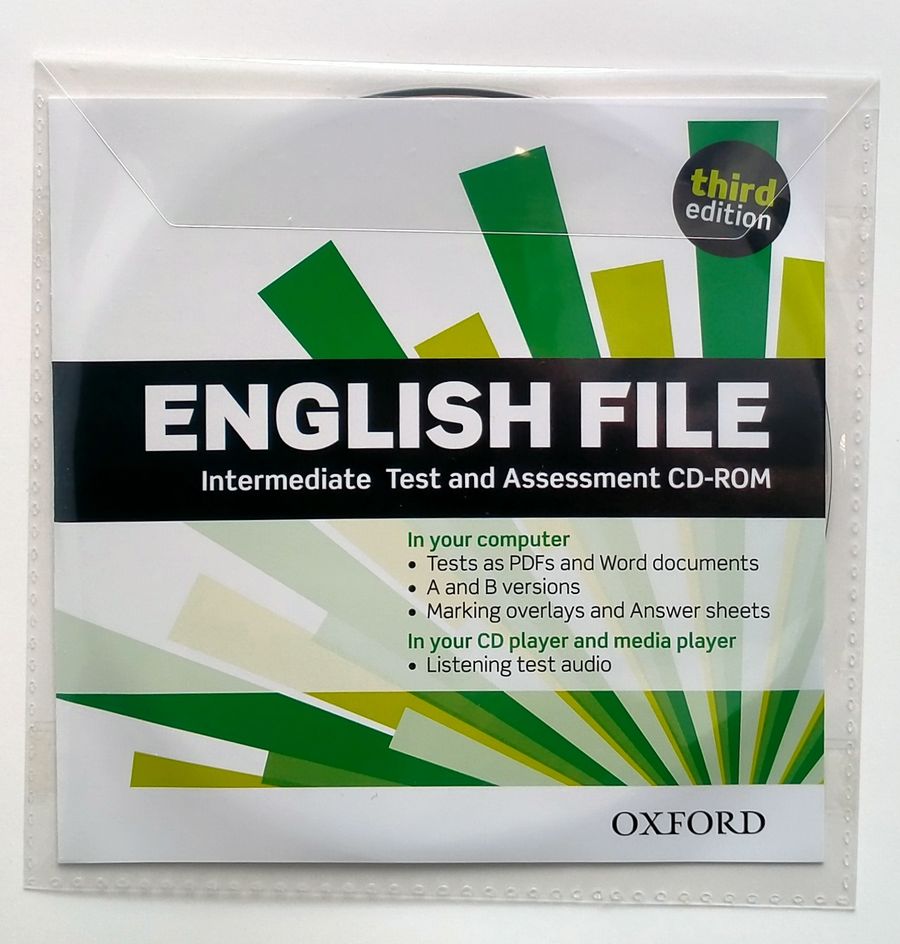 third
edition
ENGLISH FILE
Intermediate Test and Assessment CD-ROM
In your computer
• Tests as PDFs and Word documents
• A and B versions
• Marking overlays and Answer sheets
In your CD player and media player
• Listening test audio
OXFORD